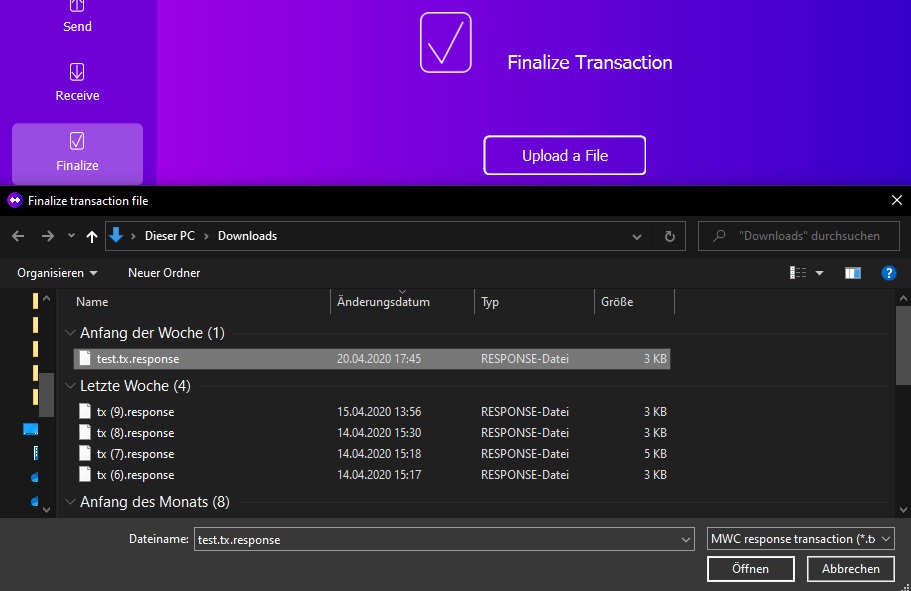 Send
Receive
Finalize
Finalize Transaction
Upload a File
Finalize transaction file
Dieser PC > Downloads
"Downloads" durchsuchen
Organisieren Neuer Ordner
Name Änderungsdatum Typ Größe
Anfang der Woche (1)
test.tx.response 20.04.2020 17:45 RESPONSE-Datei 3 KB
Letzte Woche (4)
tx (9).response 15.04.2020 13:56 RESPONSE-Datei 3 KB
tx (8).response 14.04.2020 15:30 RESPONSE-Datei 3 KB
tx (7).response 14.04.2020 15:18 RESPONSE-Datei 5 KB
tx (6).response 14.04.2020 15:17 RESPONSE-Datei 3 KB
Anfang des Monats (8)
Dateiname: test.tx.response MWC response transaction (*.t
Öffnen Abbrechen